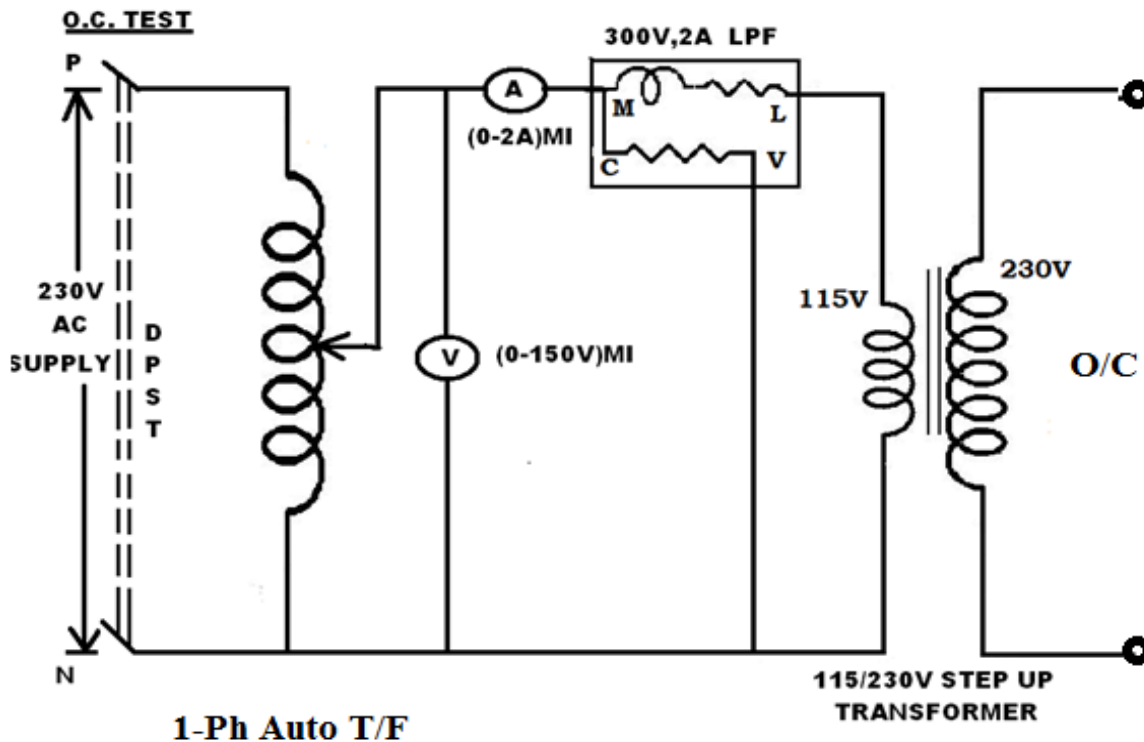 O.C. TEST
P
300V,2A LPF
A
(0-2A)MI
M
L
C
V
230V
AC
SUPPLY
D
P
S
T
V
(0-150V)MI
115V
230V
O/C
N
115/230V STEP UP
TRANSFORMER
1-Ph Auto T/F